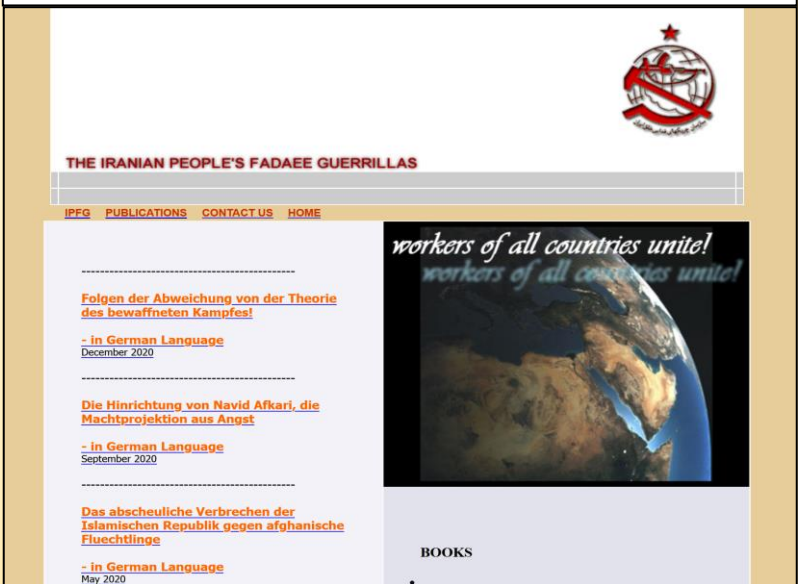 THE IRANIAN PEOPLE'S FADAEE GUERRILLAS
IPFG PUBLICATIONS CONTACT US HOME
----------------------------------------------
Folgen der Abweichung von der Theorie
des bewaffneten Kampfes!
- in German Language
December 2020
----------------------------------------------
Die Hinrichtung von Navid Afkari, die
Machtprojektion aus Angst
- in German Language
September 2020
----------------------------------------------
Das abscheuliche Verbrechen der
Islamischen Republik gegen afghanische
Fluechtlinge
- in German Language
May 2020
workers of all countries unite!
workers of all countries unite!
BOOKS